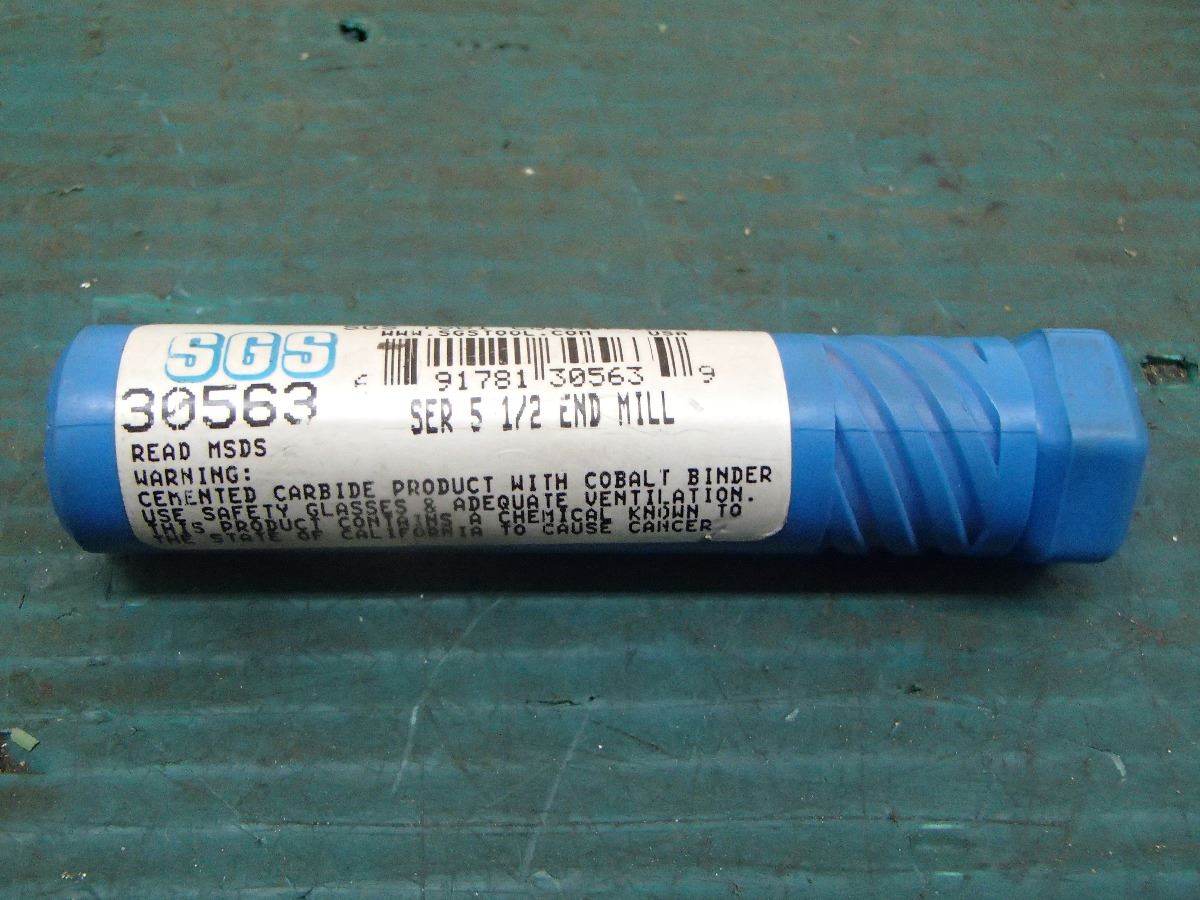 SGS
WWW.SGSTOOL.COM USA
91781 30563 9
30563
SER 5 1/2 END MILL
READ MSDS
WARNING:
CEMENTED CARBIDE PRODUCT WITH COBALT BINDER
USE SAFETY GLASSES & ADEQUATE VENTILATION.
THIS PRODUCT CONTAINS A CHEMICAL KNOWN TO
THE STATE OF CALIFORNIA TO CAUSE CANCER